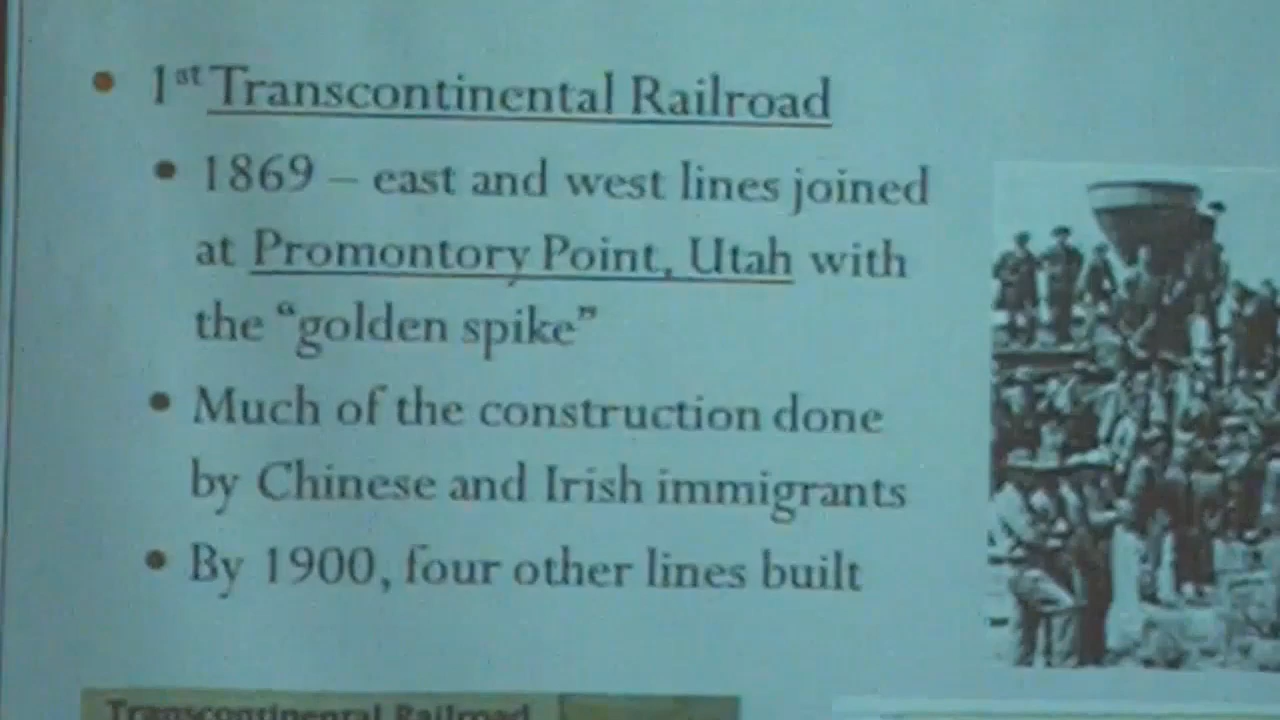 • 1st Transcontinental Railroad
• 1869 – east and west lines joined
at Promontory Point, Utah with
the “golden spike”
• Much of the construction done
by Chinese and Irish immigrants
• By 1900, four other lines built
Transcontinental Railroad